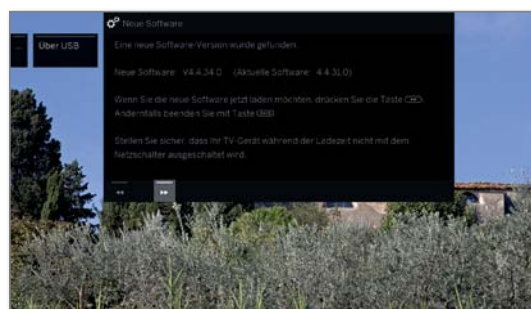 Neue Software
Über USB
Eine neue Software-Version wurde gefunden.
Neue Software: V4.4.34.0 (Aktuelle Software: 4.4.31.0)
Wenn Sie die neue Software jetzt laden möchten, drücken Sie die Taste
Andernfalls beenden Sie mit Taste
Stellen Sie sicher, dass Ihr TV-Gerät während der Ladezeit nicht mit dem
Netzschalter ausgeschaltet wird.